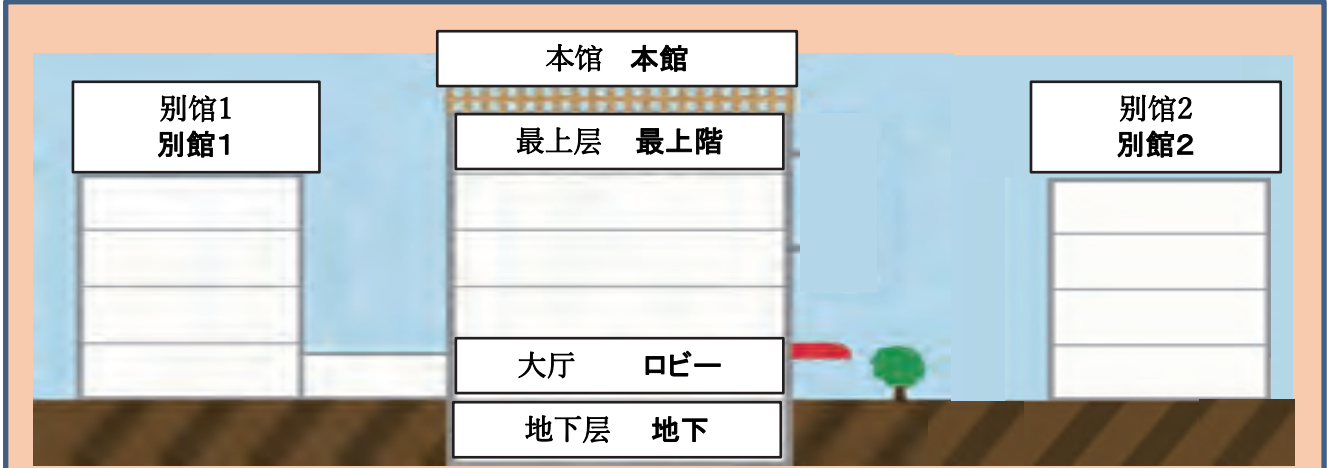 本馆 本館
别馆1
別館１
最上层 最上階
别馆2
別館２
大厅 ロビー
地下层 地下